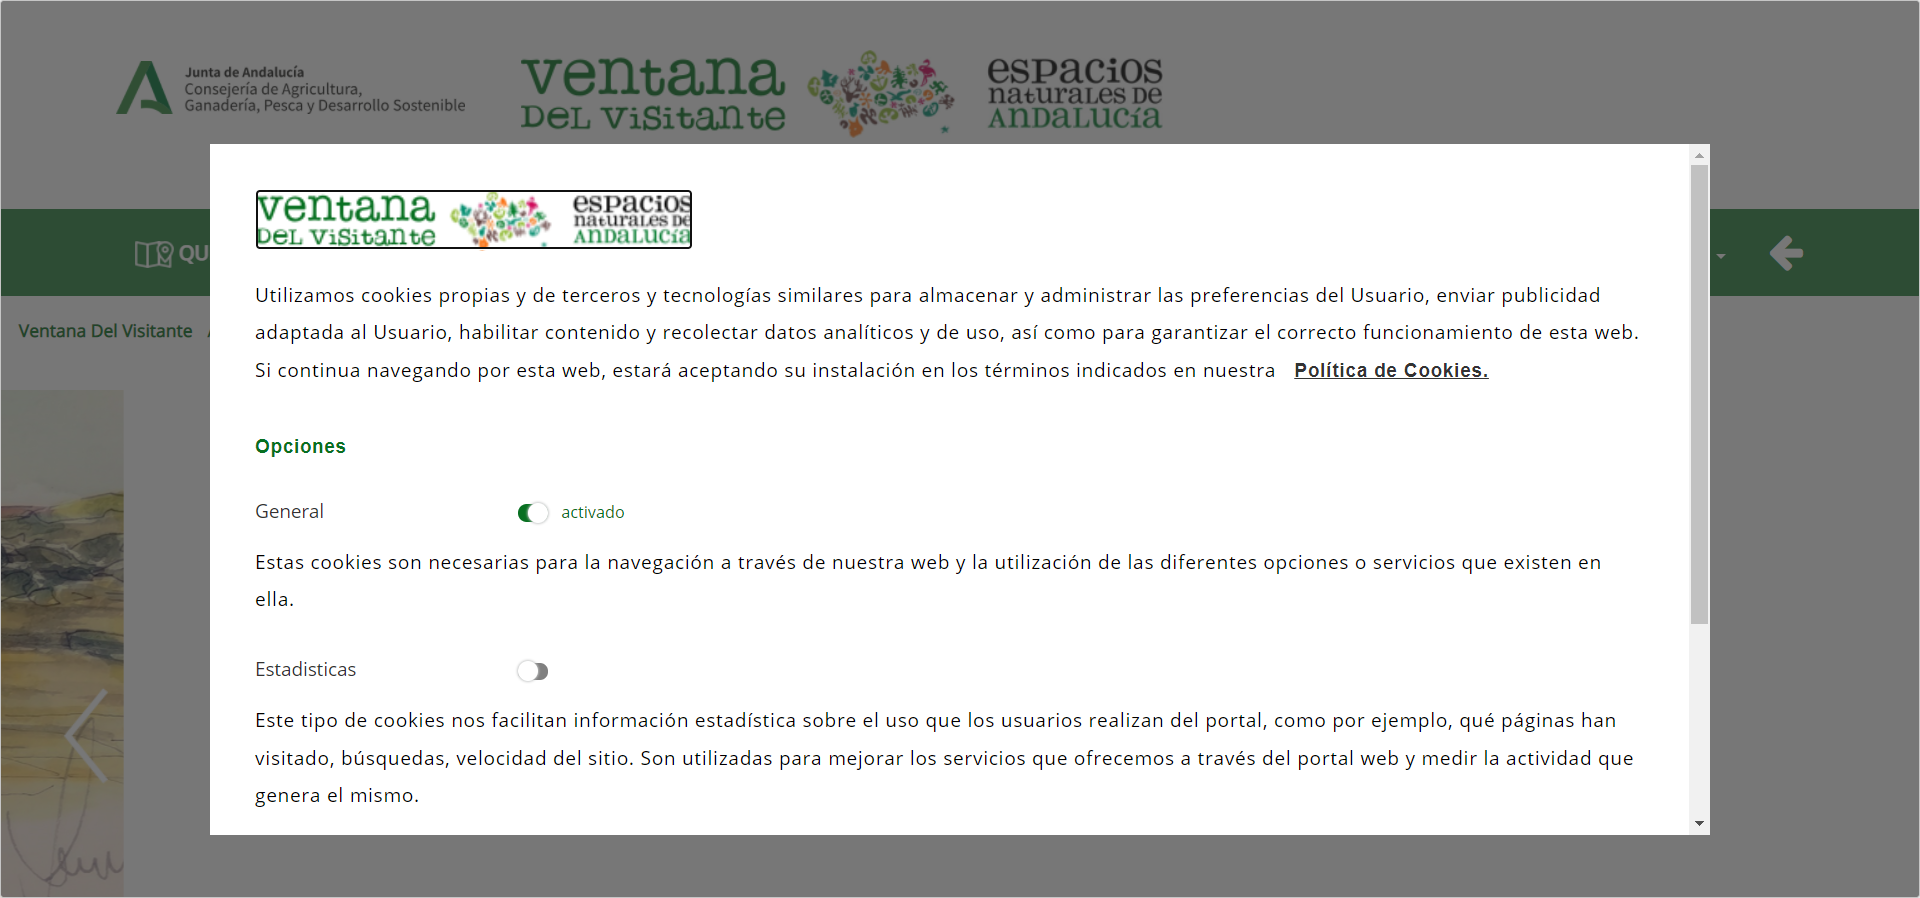 Junta de Andalucía
Consejería de Agricultura,
Ganadería, Pesca y Desarrollo Sostenible
ventana
DEL VISITANTE
ESPACIOS
NATURALES DE
ANDALUCÍA
QU
Ventana Del Visitante
ventana
DEL VISITANTE
ESPACIOS
NATURALES DE
ANDALUCÍA
Utilizamos cookies propias y de terceros y tecnologías similares para almacenar y administrar las preferencias del Usuario, enviar publicidad
adaptada al Usuario, habilitar contenido y recolectar datos analíticos y de uso, así como para garantizar el correcto funcionamiento de esta web.
Si continua navegando por esta web, estará aceptando su instalación en los términos indicados en nuestra Política de Cookies.
Opciones
General activado
Estas cookies son necesarias para la navegación a través de nuestra web y la utilización de las diferentes opciones o servicios que existen en
ella.
Estadisticas
Este tipo de cookies nos facilitan información estadística sobre el uso que los usuarios realizan del portal, como por ejemplo, qué páginas han
visitado, búsquedas, velocidad del sitio. Son utilizadas para mejorar los servicios que ofrecemos a través del portal web y medir la actividad que
genera el mismo.